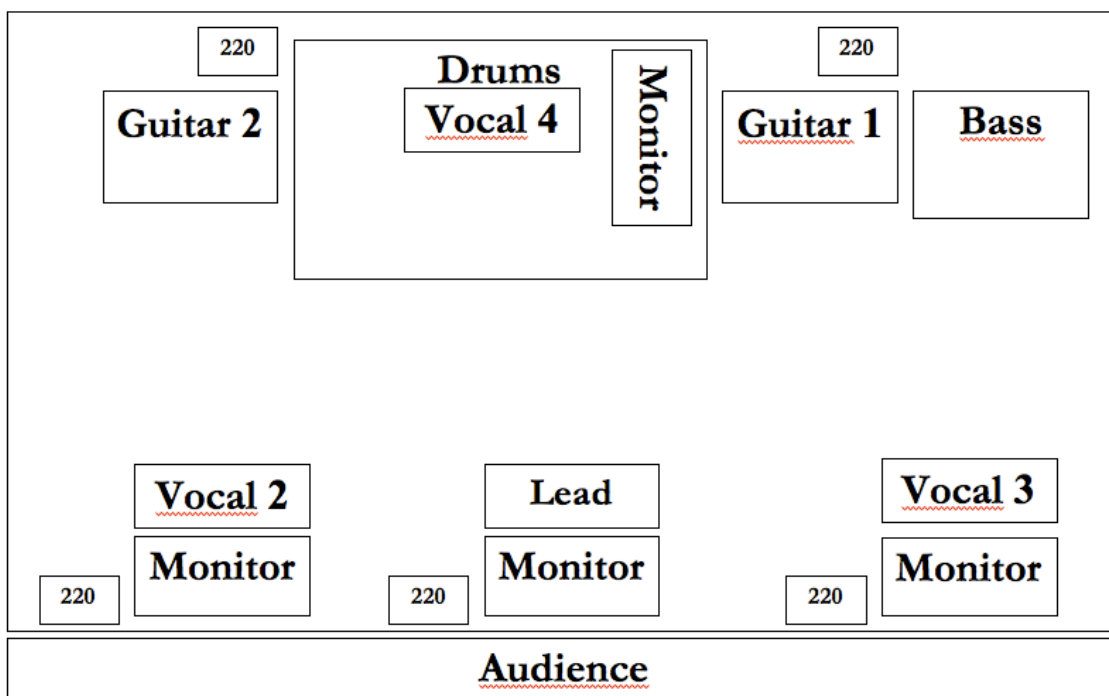 220
220
Drums
Monitor
Guitar 2
Vocal 4
Guitar 1
Bass
Vocal 2
Lead
Vocal 3
Monitor
Monitor
Monitor
220
220
220
Audience